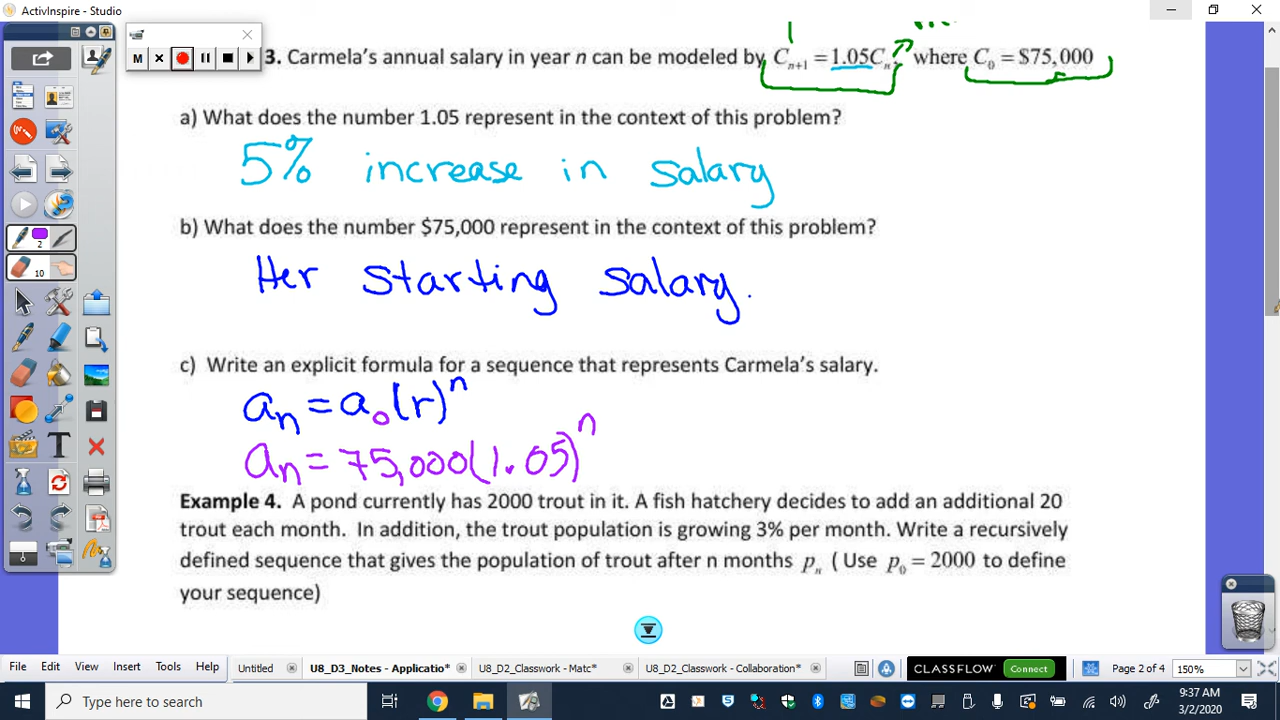 ActivInspire - Studio
M
3. Carmela's annual salary in year n can be modeled by Cn+1 = 1.05Cn, where C0 = $75,000
a) What does the number 1.05 represent in the context of this problem?
5% increase in salary
b) What does the number $75,000 represent in the context of this problem?
Her starting salary.
c) Write an explicit formula for a sequence that represents Carmela's salary.
an = a0(r)^n
an = 75,000(1.05)^n
Example 4. A pond currently has 2000 trout in it. A fish hatchery decides to add an additional 20
trout each month. In addition, the trout population is growing 3% per month. Write a recursively
defined sequence that gives the population of trout after n months pn ( Use p0 = 2000 to define
your sequence)
2
10
File Edit View Insert Tools Help Untitled U8_D3_Notes - Applicatio* U8_D2_Classwork - Matc* U8_D2_Classwork - Collaboration* CLASSFLOW Connect Page 2 of 4 150%
Type here to search
9:37 AM
3/2/2020